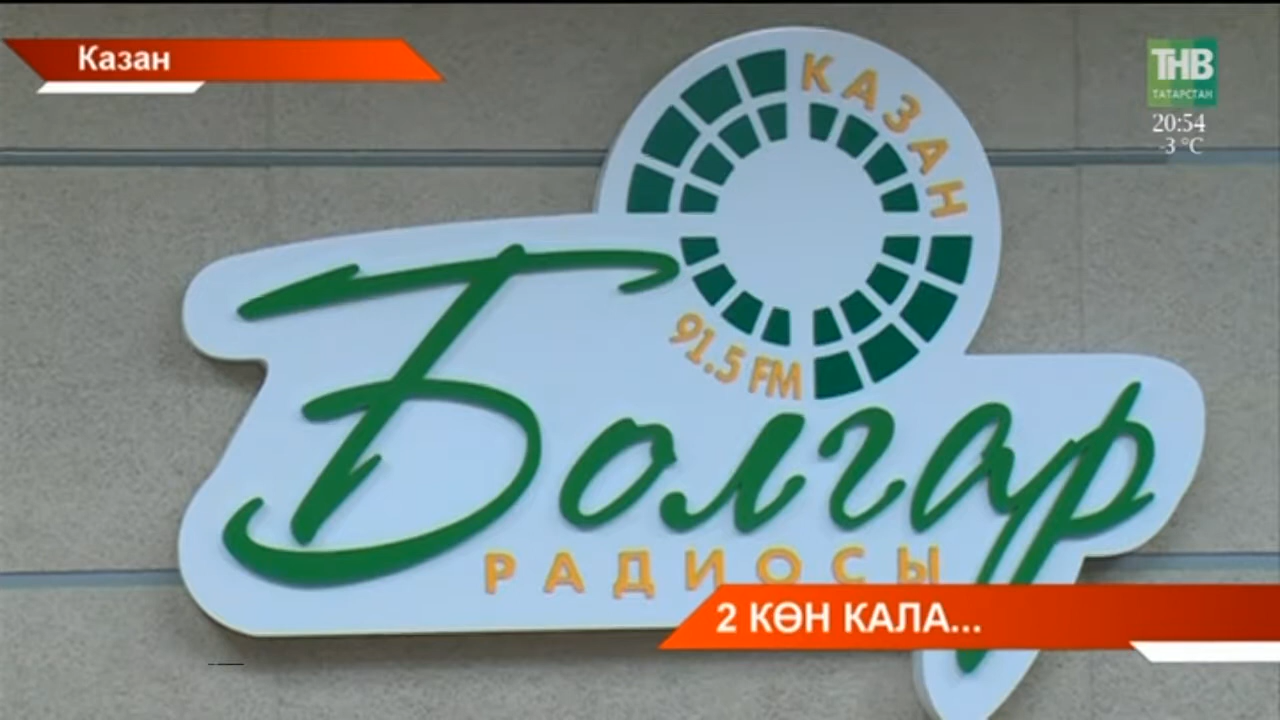 Казан
ТНВ
ТАТАРСТАН
20:54
-3 °C
КАЗАН
91.5 FM
Болгар
РАДИОСЫ
2 КӨН КАЛА...